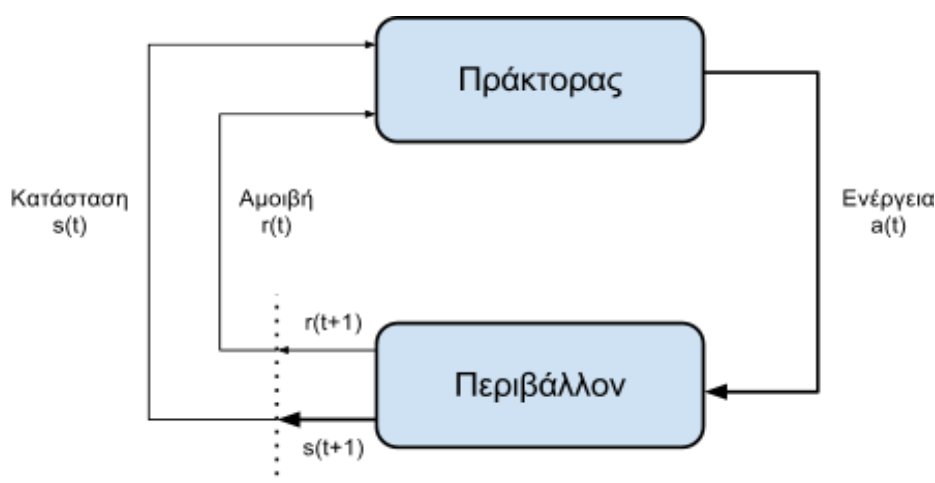 Πράκτορας
Κατάσταση
s(t)
Αμοιβή
r(t)
Ενέργεια
a(t)
r(t+1)
Περιβάλλον
s(t+1)